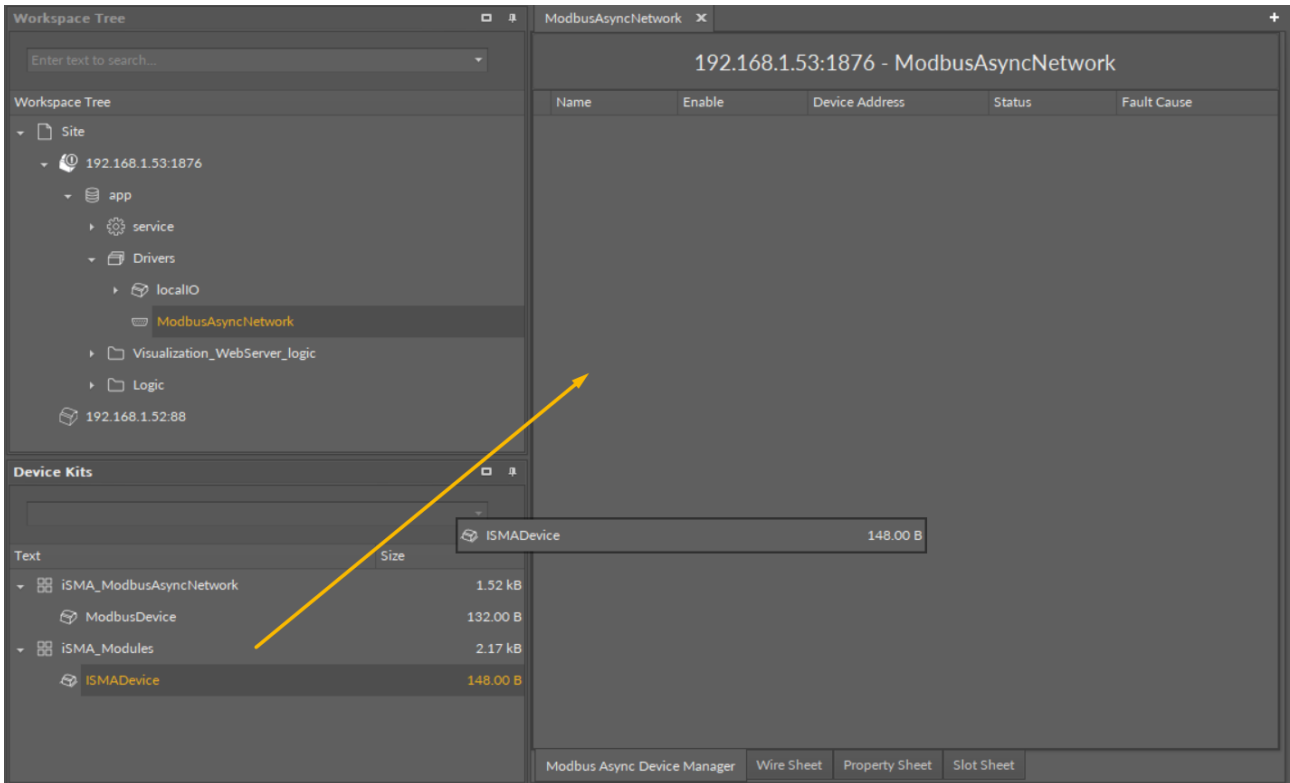 Workspace Tree
Enter text to search...
Workspace Tree
Site
192.168.1.53:1876
app
service
Drivers
localIO
ModbusAsyncNetwork
Visualization_WebServer_logic
Logic
192.168.1.52:88
Device Kits
Text Size
iSMA_ModbusAsyncNetwork 1.52 kB
ModbusDevice 132.00 B
iSMA_Modules 2.17 kB
ISMADevice 148.00 B
ModbusAsyncNetwork
192.168.1.53:1876 - ModbusAsyncNetwork
Name Enable Device Address Status Fault Cause
ISMADevice 148.00 B
Modbus Async Device Manager Wire Sheet Property Sheet Slot Sheet